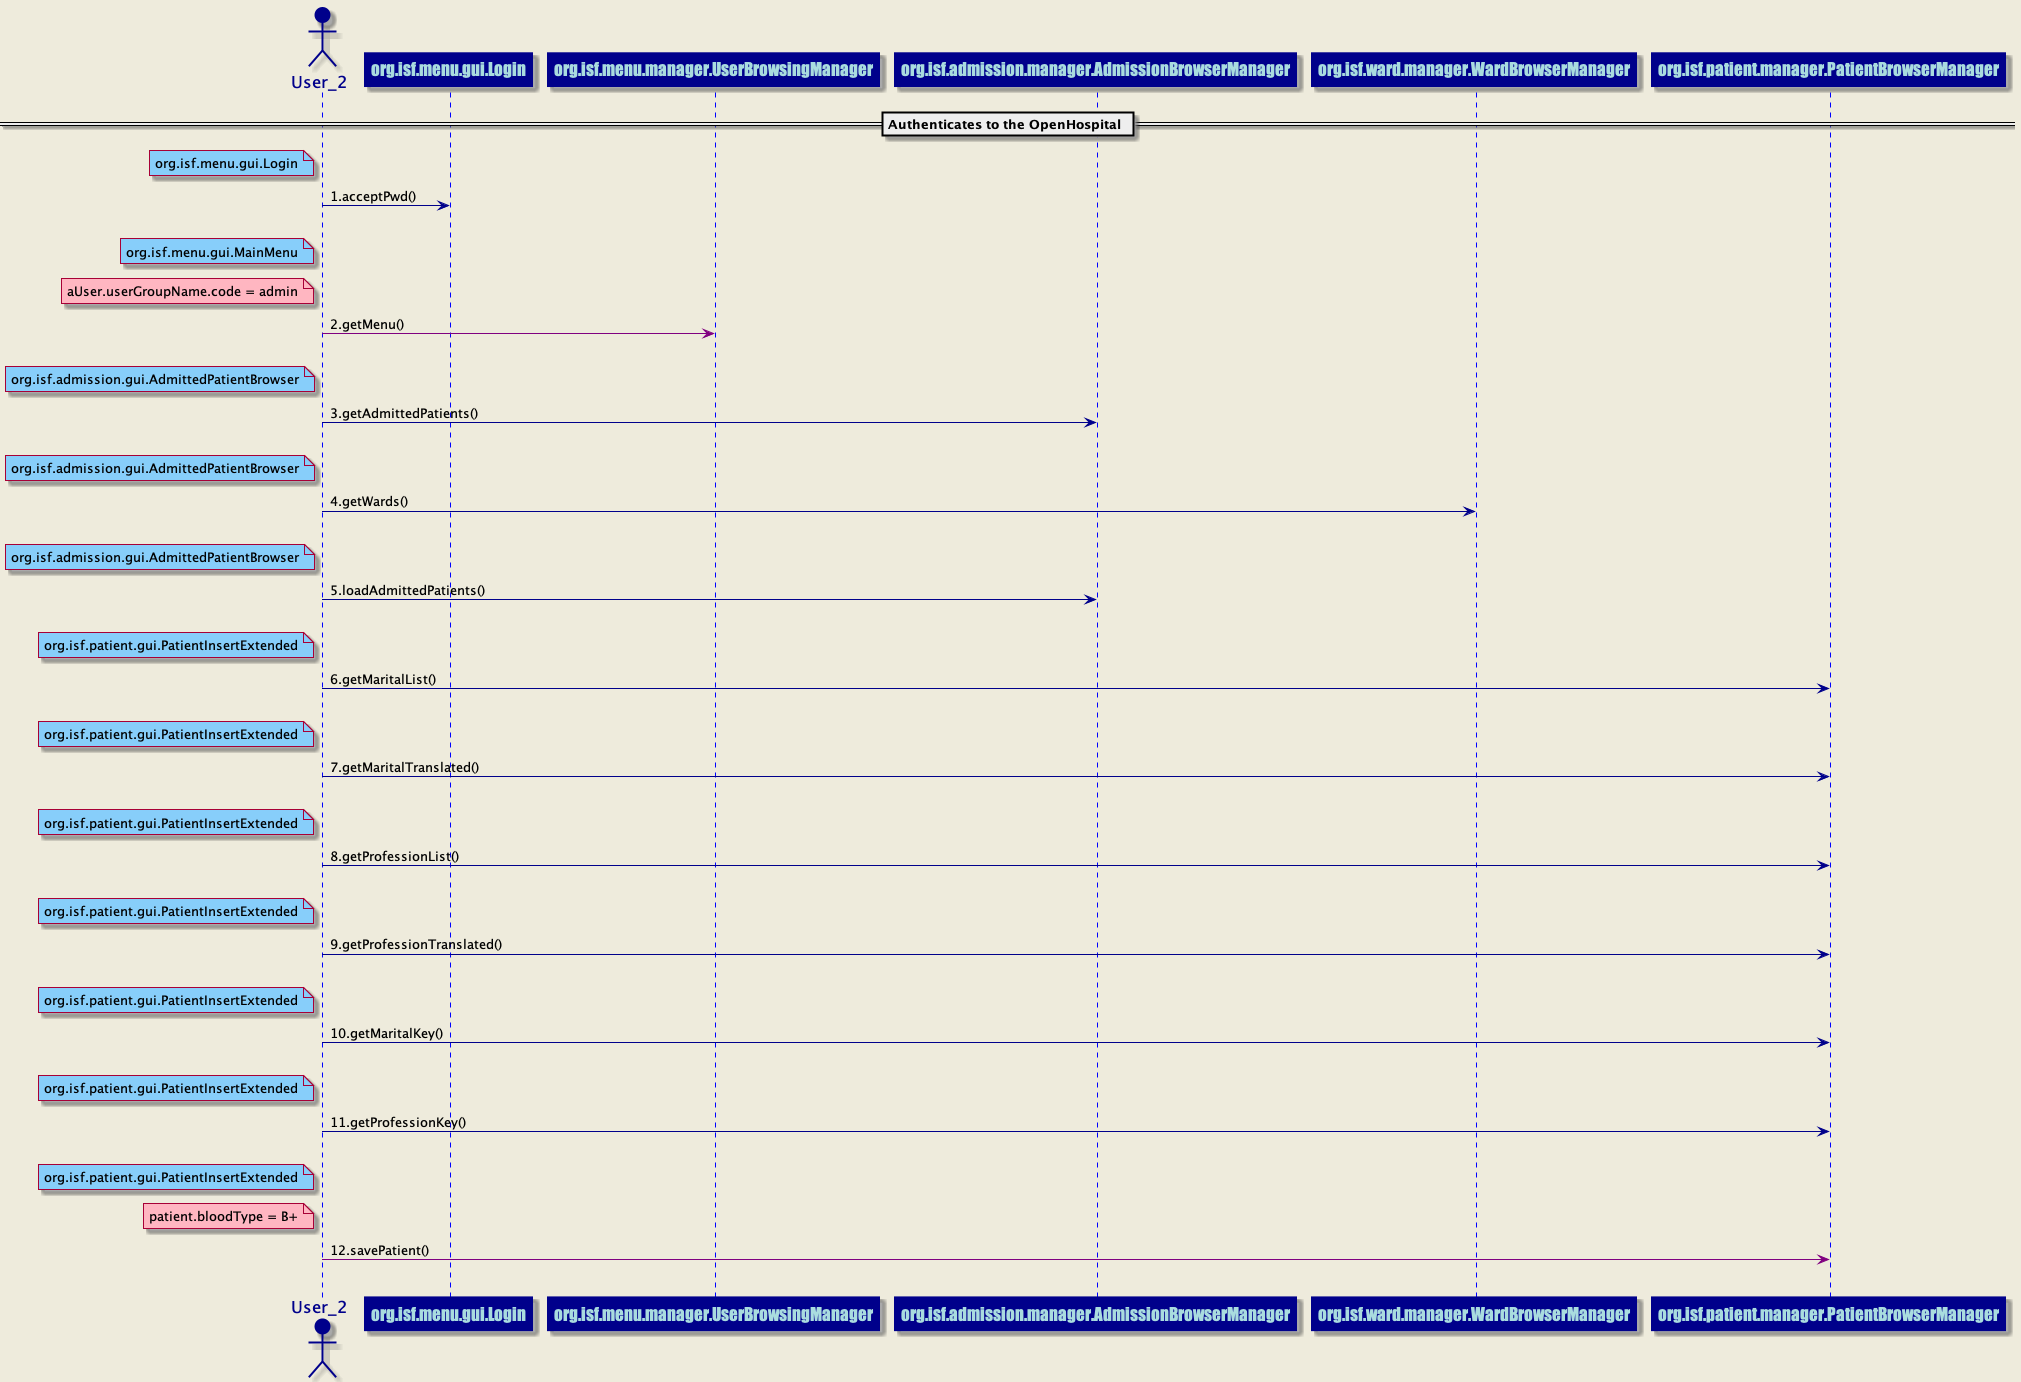 User_2
org.isf.menu.gui.Login
org.isf.menu.manager.UserBrowsingManager
org.isf.admission.manager.AdmissionBrowserManager
org.isf.ward.manager.WardBrowserManager
org.isf.patient.manager.PatientBrowserManager
Authenticates to the OpenHospital
org.isf.menu.gui.Login
1.acceptPwd()
org.isf.menu.gui.MainMenu
aUser.userGroupName.code = admin
2.getMenu()
org.isf.admission.gui.AdmittedPatientBrowser
3.getAdmittedPatients()
org.isf.admission.gui.AdmittedPatientBrowser
4.getWards()
org.isf.admission.gui.AdmittedPatientBrowser
5.loadAdmittedPatients()
org.isf.patient.gui.PatientInsertExtended
6.getMaritalList()
org.isf.patient.gui.PatientInsertExtended
7.getMaritalTranslated()
org.isf.patient.gui.PatientInsertExtended
8.getProfessionList()
org.isf.patient.gui.PatientInsertExtended
9.getProfessionTranslated()
org.isf.patient.gui.PatientInsertExtended
10.getMaritalKey()
org.isf.patient.gui.PatientInsertExtended
11.getProfessionKey()
org.isf.patient.gui.PatientInsertExtended
patient.bloodType = B+
12.savePatient()
User_2
org.isf.menu.gui.Login
org.isf.menu.manager.UserBrowsingManager
org.isf.admission.manager.AdmissionBrowserManager
org.isf.ward.manager.WardBrowserManager
org.isf.patient.manager.PatientBrowserManager